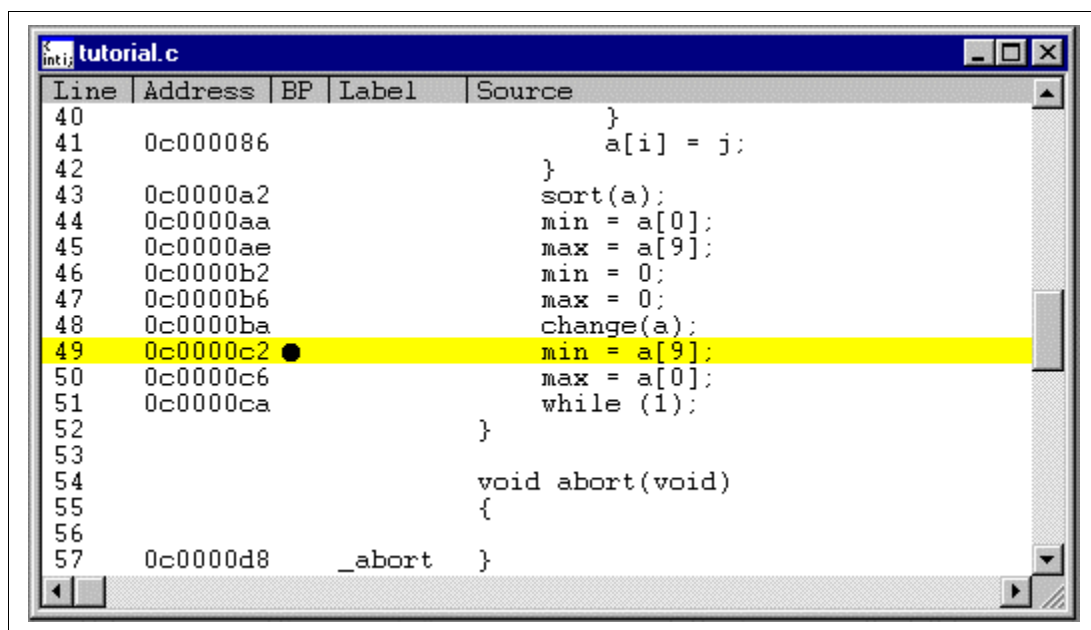 tutorial.c
Line Address BP Label Source
40 }
41 0c000086 a[i] = j;
42 }
43 0c0000a2 sort(a);
44 0c0000aa min = a[0];
45 0c0000ae max = a[9];
46 0c0000b2 min = 0;
47 0c0000b6 max = 0;
48 0c0000ba change(a);
49 0c0000c2 ● min = a[9];
50 0c0000c6 max = a[0];
51 0c0000ca while (1);
52 }
53
54 void abort(void)
55 {
56
57 0c0000d8 _abort }